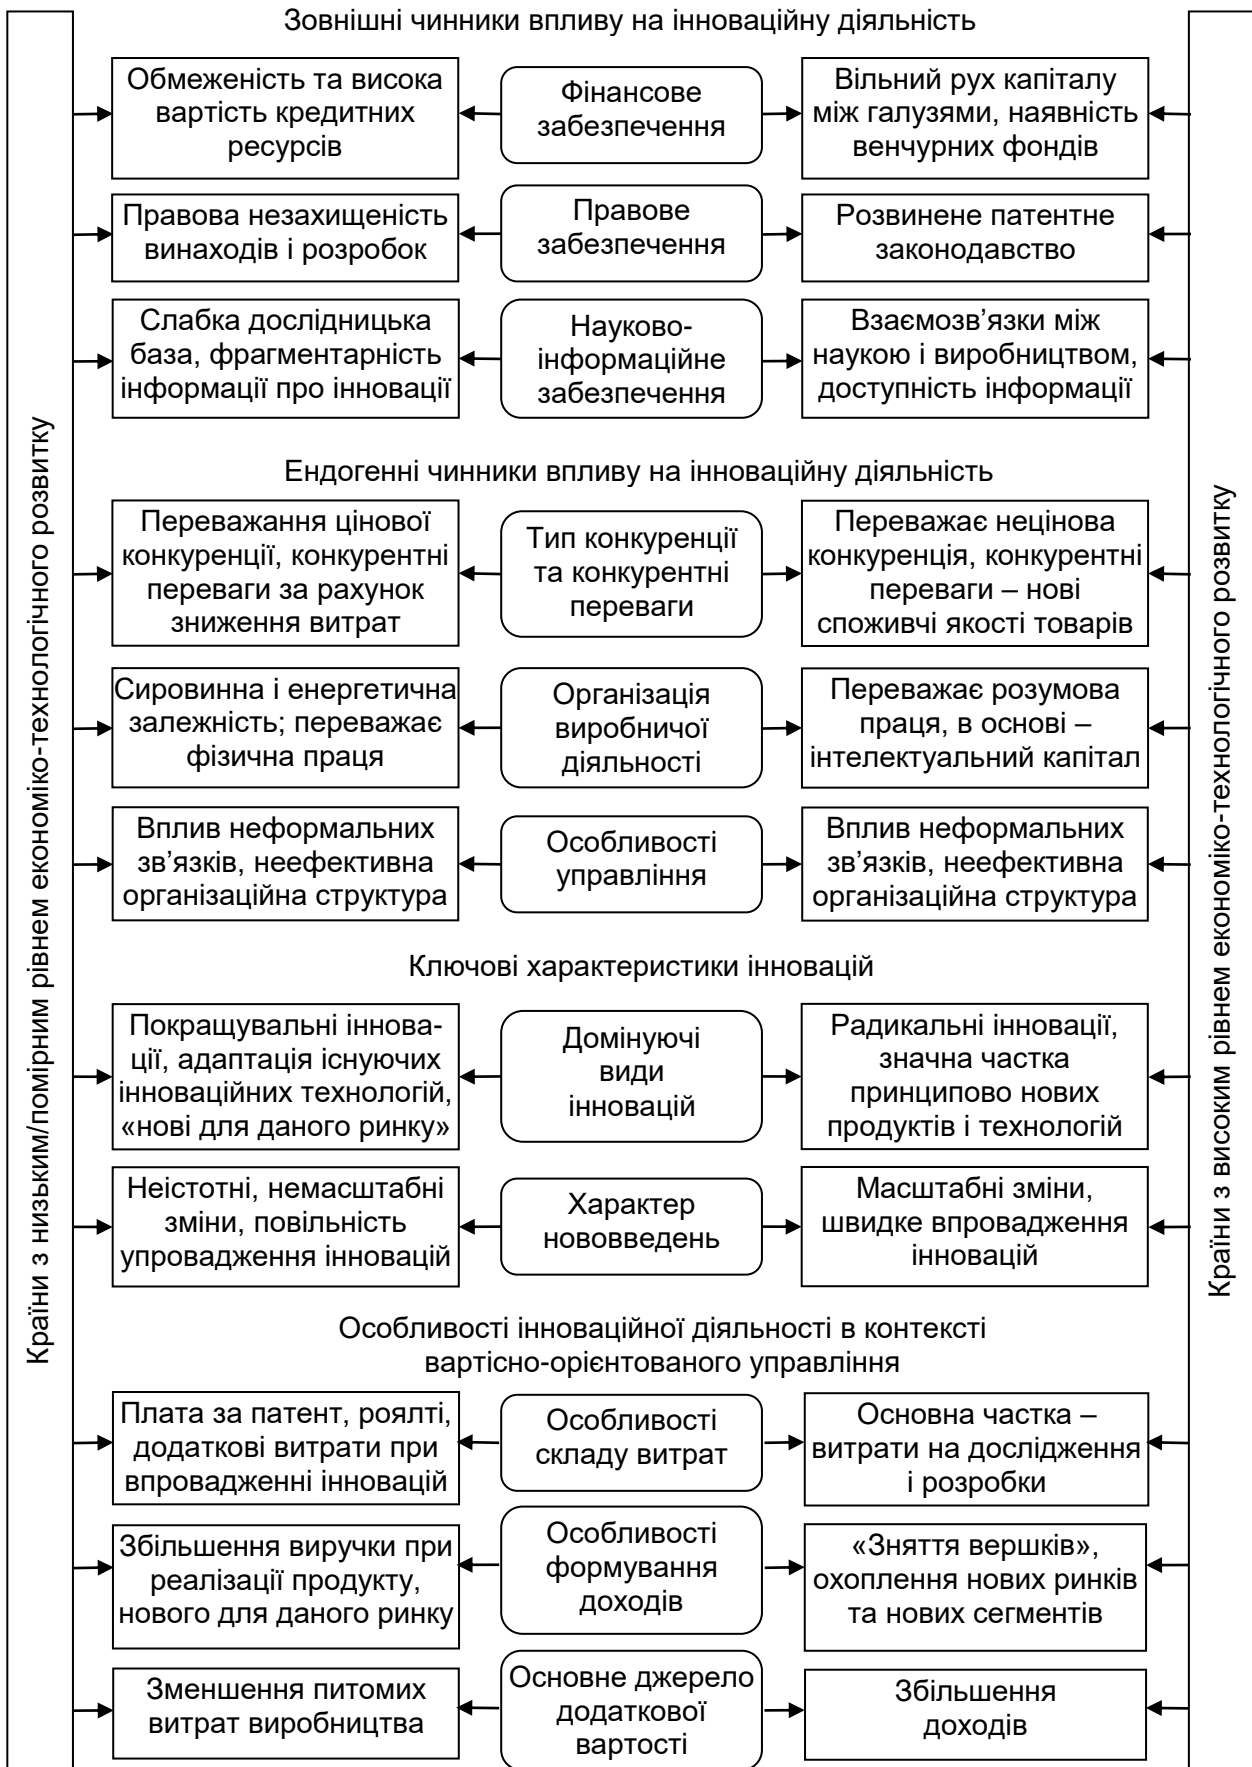 Зовнішні чинники впливу на інноваційну діяльність
Обмеженість та висока
вартість кредитних
ресурсів
Фінансове
забезпечення
Вільний рух капіталу
між галузями, наявність
венчурних фондів
Правова незахищеність
винаходів і розробок
Правове
забезпечення
Розвинене патентне
законодавство
Слабка дослідницька
база, фрагментарність
інформації про інновації
Науково-
інформаційне
забезпечення
Взаємозв'язки між
наукою і виробництвом,
доступність інформації
Ендогенні чинники впливу на інноваційну діяльність
Переважання цінової
конкуренції, конкурентні
переваги за рахунок
зниження витрат
Тип конкуренції
та конкурентні
переваги
Переважає нецінова
конкуренція, конкурентні
переваги – нові
споживчі якості товарів
Сировинна і енергетична
залежність; переважає
фізична праця
Організація
виробничої
діяльності
Переважає розумова
праця, в основі –
інтелектуальний капітал
Вплив неформальних
зв'язків, неефективна
організаційна структура
Особливості
управління
Вплив неформальних
зв'язків, неефективна
організаційна структура
Ключові характеристики інновацій
Покращувальні іннова-
ції, адаптація існуючих
інноваційних технологій,
«нові для даного ринку»
Домінуючі
види
інновацій
Радикальні інновації,
значна частка
принципово нових
продуктів і технологій
Неістотні, немасштабні
зміни, повільність
упровадження інновацій
Характер
нововведень
Масштабні зміни,
швидке впровадження
інновацій
Особливості інноваційної діяльності в контексті
вартісно-орієнтованого управління
Плата за патент, роялті,
додаткові витрати при
впровадженні інновацій
Особливості
складу витрат
Основна частка –
витрати на дослідження
і розробки
Збільшення виручки при
реалізації продукту,
нового для даного ринку
Особливості
формування
доходів
«Зняття вершків»,
охоплення нових ринків
та нових сегментів
Зменшення питомих
витрат виробництва
Основне джерело
додаткової
вартості
Збільшення
доходів
Країни з низьким/помірним рівнем економіко-технологічного розвитку
Країни з високим рівнем економіко-технологічного розвитку